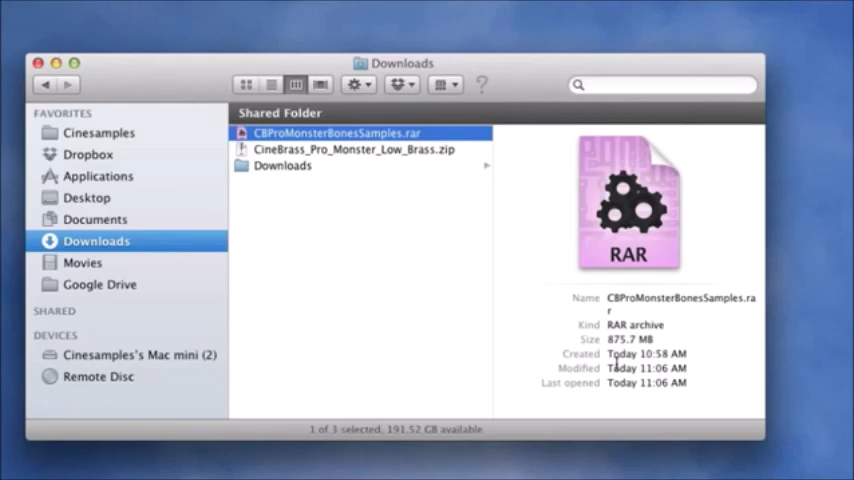 Downloads
FAVORITES
Cinesamples
Dropbox
Applications
Desktop
Documents
Downloads
Movies
Google Drive
SHARED
DEVICES
Cinesamples's Mac mini (2)
Remote Disc
Shared Folder
CBProMonsterBonesSamples.rar
CineBrass_Pro_Monster_Low_Brass.zip
Downloads
RAR
Name CBProMonsterBonesSamples.ra
r
Kind RAR archive
Size 875.7 MB
Created Today 10:58 AM
Modified Today 11:06 AM
Last opened Today 11:06 AM
1 of 3 selected, 191.52 GB available